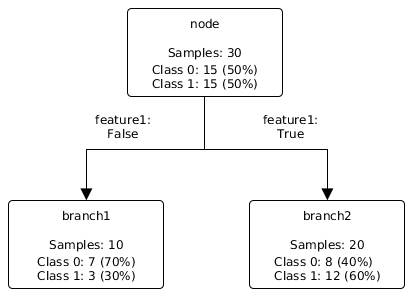 node
Samples: 30
Class 0: 15 (50%)
Class 1: 15 (50%)
feature1:
False
feature1:
True
branch1
Samples: 10
Class 0: 7 (70%)
Class 1: 3 (30%)
branch2
Samples: 20
Class 0: 8 (40%)
Class 1: 12 (60%)